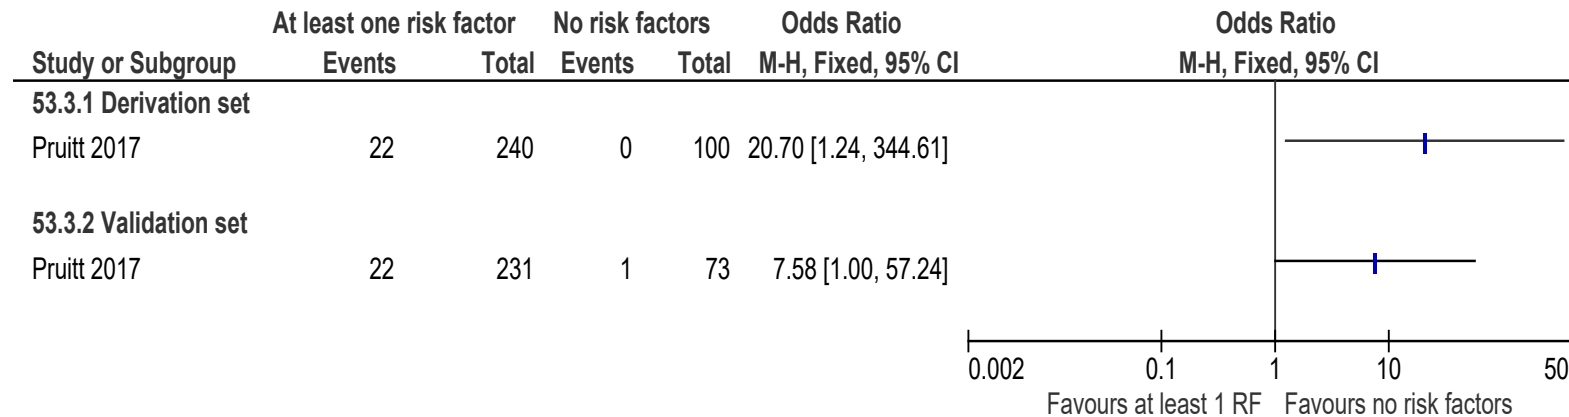 At least one risk factor No risk factors Odds Ratio Odds Ratio
Study or Subgroup Events Total Events Total M-H, Fixed, 95% CI M-H, Fixed, 95% CI
53.3.1 Derivation set
Pruitt 2017 22 240 0 100 20.70 [1.24, 344.61]
53.3.2 Validation set
Pruitt 2017 22 231 1 73 7.58 [1.00, 57.24]
0.002 0.1 1 10 50
Favours at least 1 RF Favours no risk factors